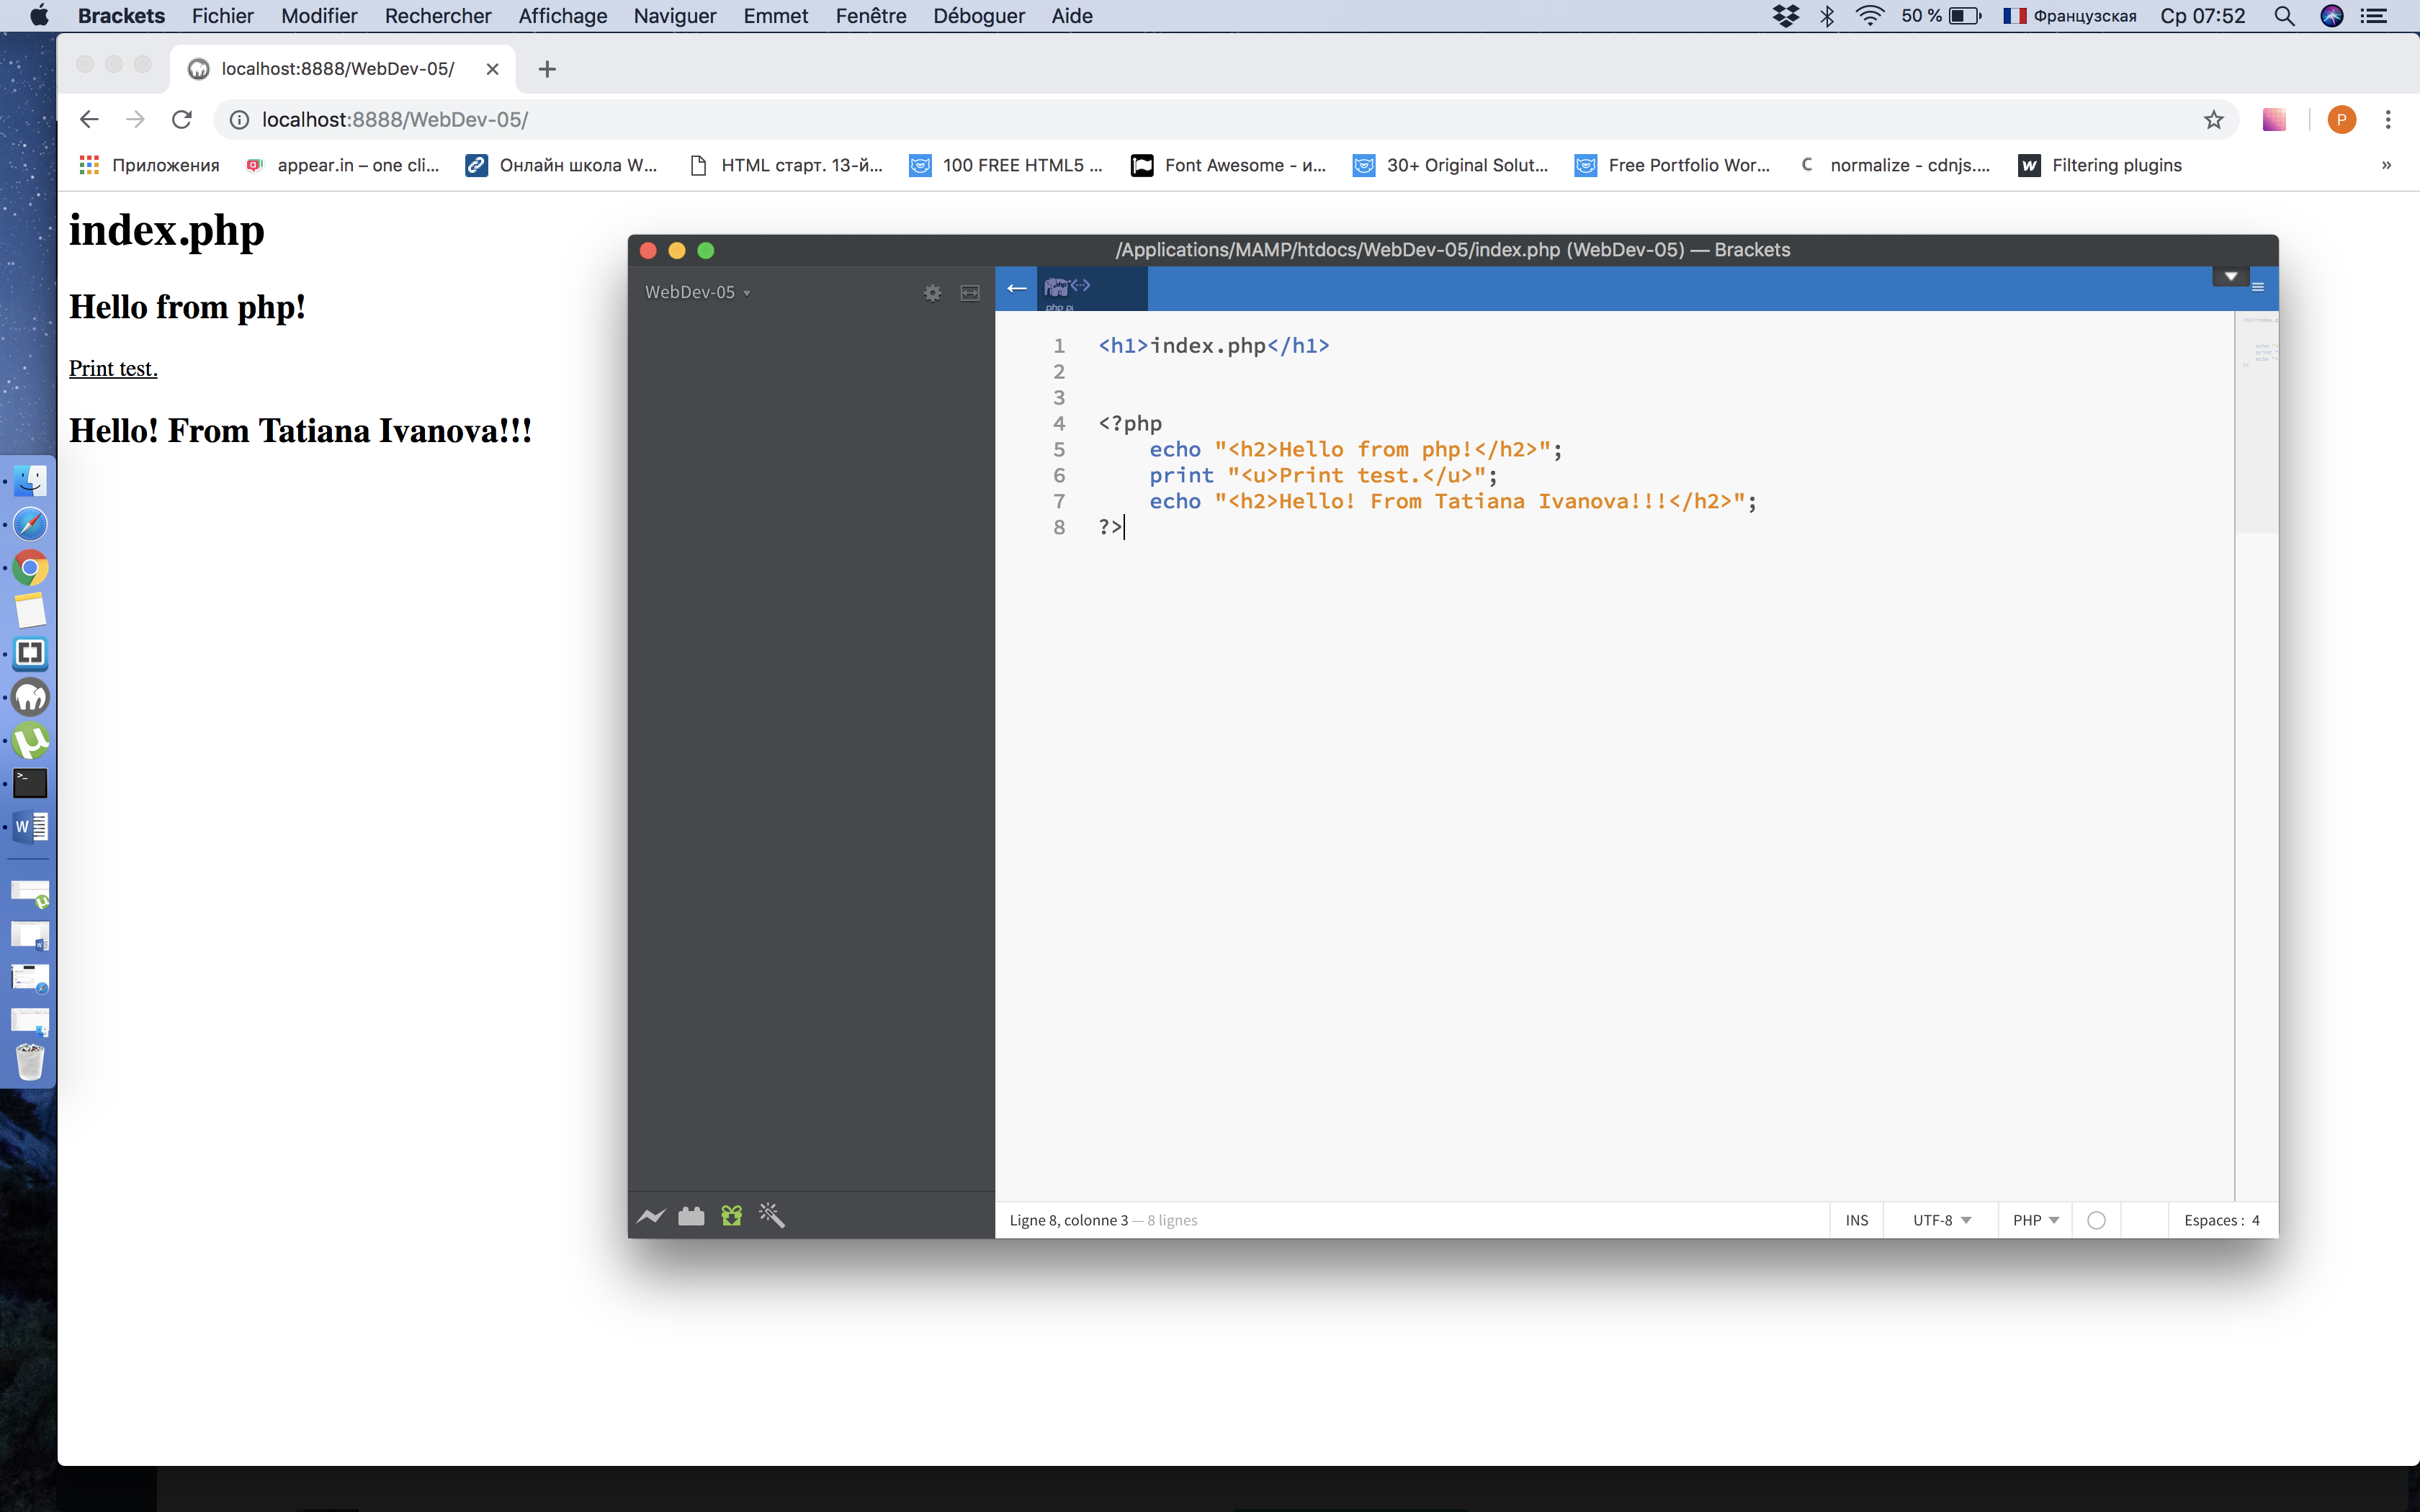 Brackets Fichier Modifier Rechercher Affichage Naviguer Emmet Fenêtre Déboguer Aide 50 % Французская Ср 07:52
localhost:8888/WebDev-05/
localhost:8888/WebDev-05/ P
Приложения appear.in – one cli... Онлайн школа W... HTML старт. 13-й... 100 FREE HTML5 ... Font Awesome - и... 30+ Original Solut... Free Portfolio Wor... C normalize - cdnjs.... W Filtering plugins »
index.php
Hello from php!
Print test.
Hello! From Tatiana Ivanova!!!
/Applications/MAMP/htdocs/WebDev-05/index.php (WebDev-05) — Brackets
WebDev-05
1 <h1>index.php</h1>
2
3
4 <?php
5 echo "<h2>Hello from php!</h2>";
6 print "<u>Print test.</u>";
7 echo "<h2>Hello! From Tatiana Ivanova!!!</h2>";
8 ?>
Ligne 8, colonne 3 — 8 lignes INS UTF-8 PHP Espaces : 4